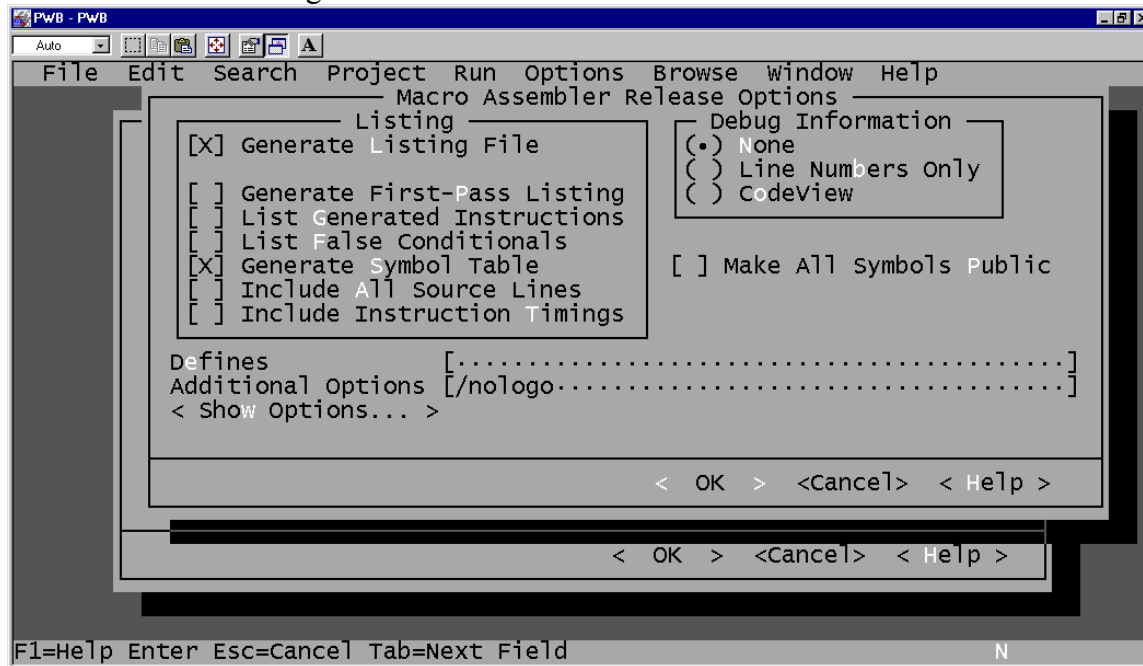 PWB - PWB
Auto
A
File Edit Search Project Run Options Browse Window Help
Macro Assembler Release Options
Listing
[X] Generate Listing File
[ ] Generate First-Pass Listing
[ ] List Generated Instructions
[ ] List False Conditionals
[X] Generate Symbol Table
[ ] Include All Source Lines
[ ] Include Instruction Timings
Debug Information
(•) None
( ) Line Numbers Only
( ) CodeView
[ ] Make All Symbols Public
Defines [···········································]
Additional Options [/nologo····································]
< Show Options... >
< OK > <Cancel> < Help >
< OK > <Cancel> < Help >
F1=Help Enter Esc=Cancel Tab=Next Field N